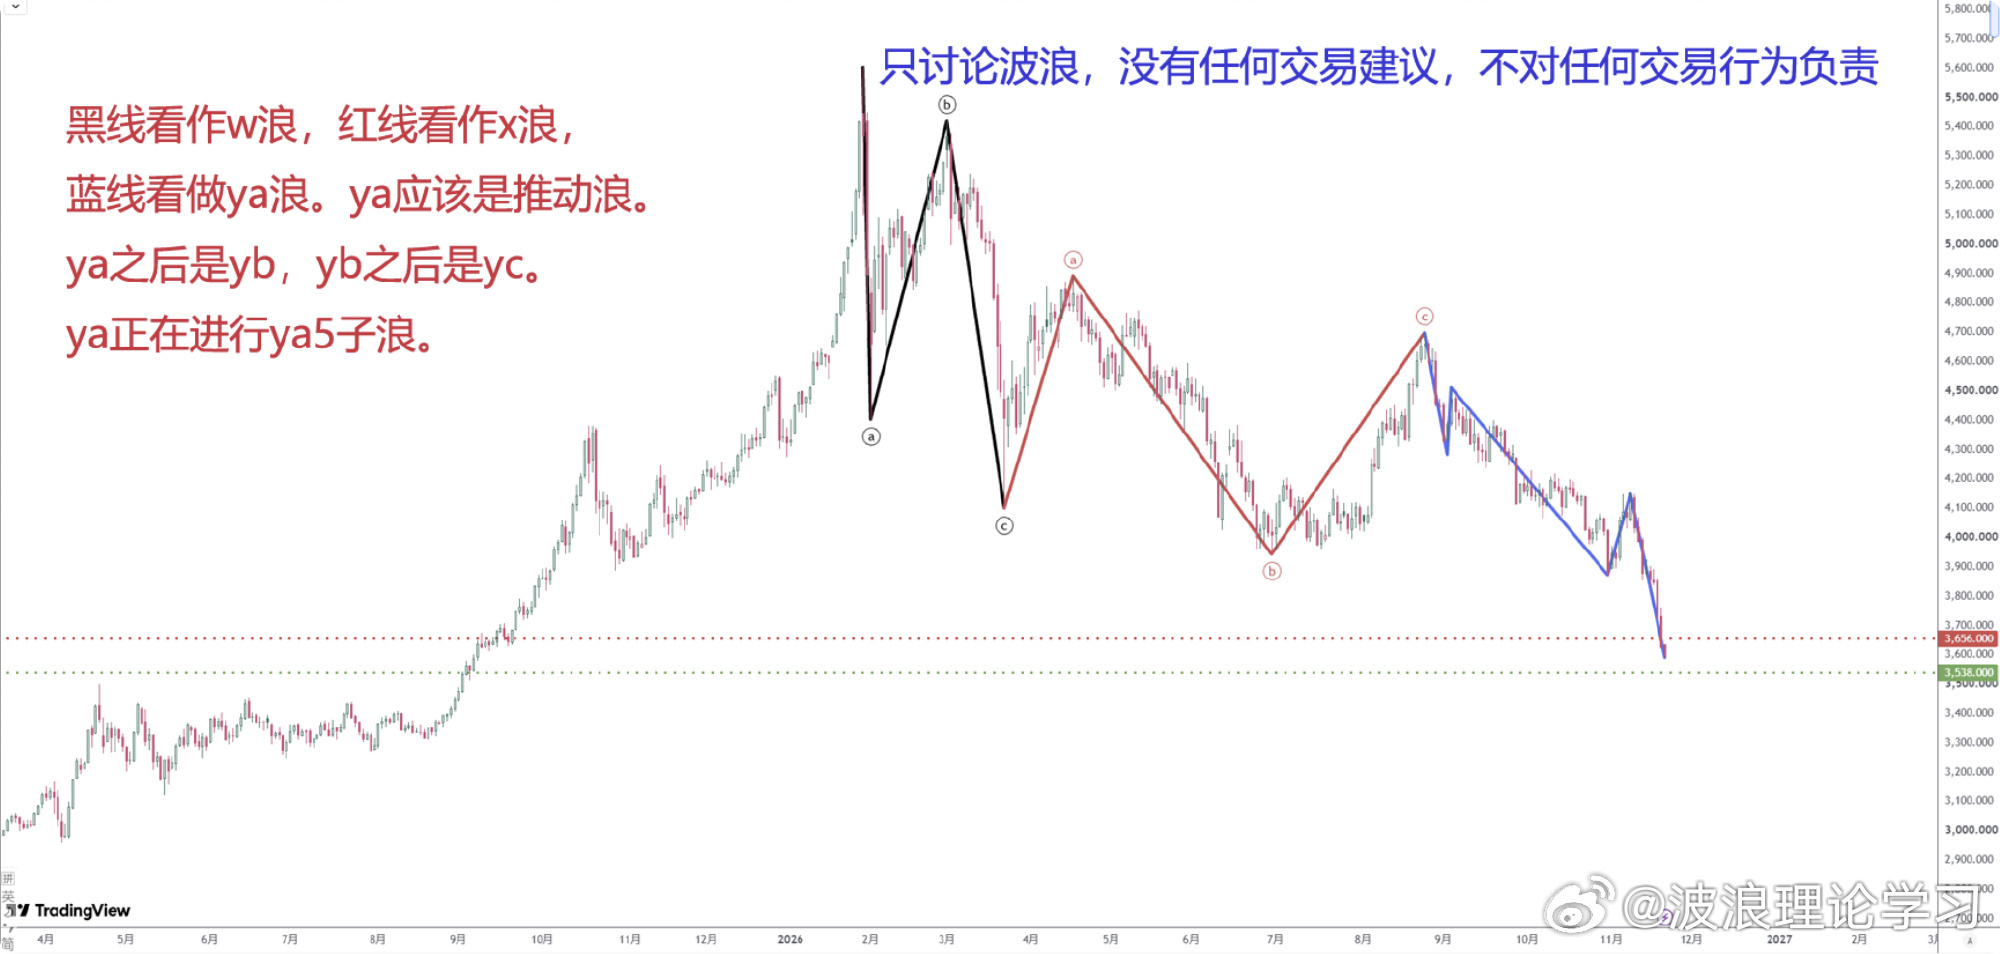 只讨论波浪，没有任何交易建议，不对任何交易行为负责
黑线看作w浪，红线看作x浪，
蓝线看做ya浪。ya应该是推动浪。
ya之后是yb，yb之后是yc。
ya正在进行ya5子浪。
a
b
c
a
b
c
5,800.000
5,700.000
5,600.000
5,500.000
5,400.000
5,300.000
5,200.000
5,100.000
5,000.000
4,900.000
4,800.000
4,700.000
4,600.000
4,500.000
4,400.000
4,300.000
4,200.000
4,100.000
4,000.000
3,900.000
3,800.000
3,700.000
3,656.000
3,600.000
3,538.000
3,500.000
3,400.000
3,300.000
3,200.000
3,100.000
3,000.000
2,900.000
2,700.000
拼
英
简
TradingView
@波浪理论学习
4月 5月 6月 7月 8月 9月 10月 11月 12月 2026 2月 3月 4月 5月 6月 7月 8月 9月 10月 11月 12月 2027 2月
A